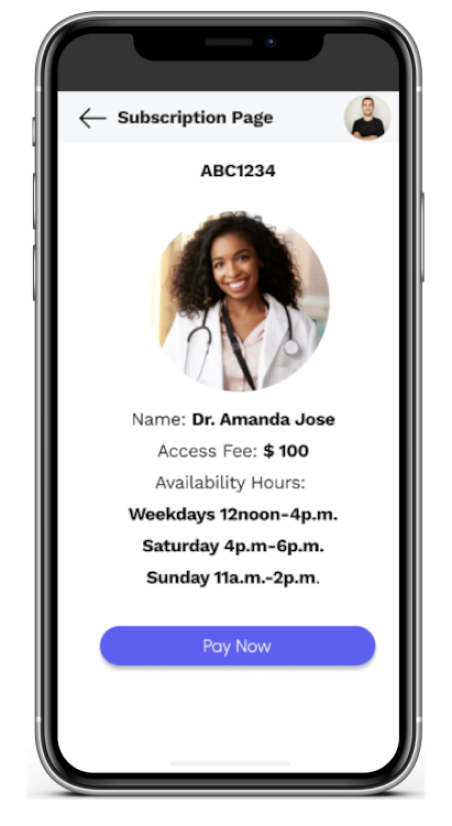 Subscription Page
ABC1234
Name: Dr. Amanda Jose
Access Fee: $ 100
Availability Hours:
Weekdays 12noon-4p.m.
Saturday 4p.m-6p.m.
Sunday 11a.m.-2p.m.
Pay Now